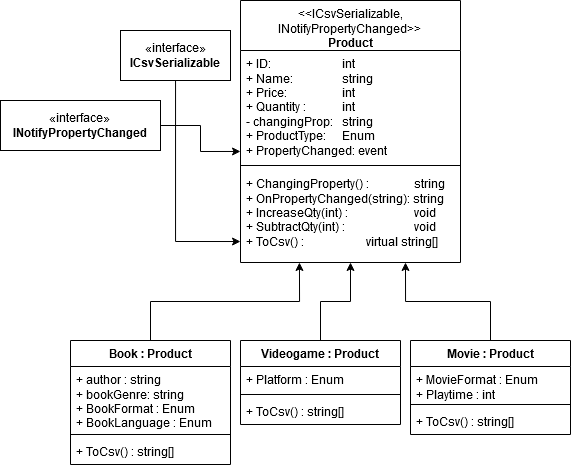 «interface»
ICsvSerializable
«interface»
INotifyPropertyChanged
<<ICsvSerializable,
INotifyPropertyChanged>>
Product
+ ID: int
+ Name: string
+ Price: int
+ Quantity : int
- changingProp: string
+ ProductType: Enum
+ PropertyChanged: event
+ ChangingProperty() : string
+ OnPropertyChanged(string): string
+ IncreaseQty(int) : void
+ SubtractQty(int) : void
+ ToCsv() : virtual string[]
Book : Product
+ author : string
+ bookGenre: string
+ BookFormat : Enum
+ BookLanguage : Enum
+ ToCsv() : string[]
Videogame : Product
+ Platform : Enum
+ ToCsv() : string[]
Movie : Product
+ MovieFormat : Enum
+ Playtime : int
+ ToCsv() : string[]